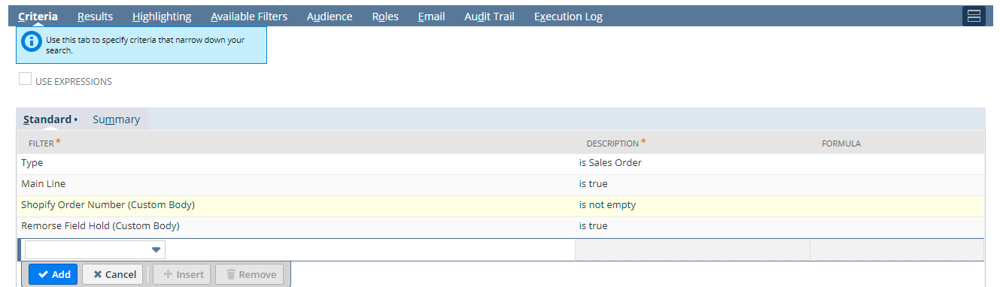 Criteria Results Highlighting Available Filters Audience Roles Email Audit Trail Execution Log
Use this tab to specify criteria that narrow down your
search.
USE EXPRESSIONS
Standard • Summary
FILTER * DESCRIPTION * FORMULA
Type is Sales Order
Main Line is true
Shopify Order Number (Custom Body) is not empty
Remorse Field Hold (Custom Body) is true
Add Cancel Insert Remove